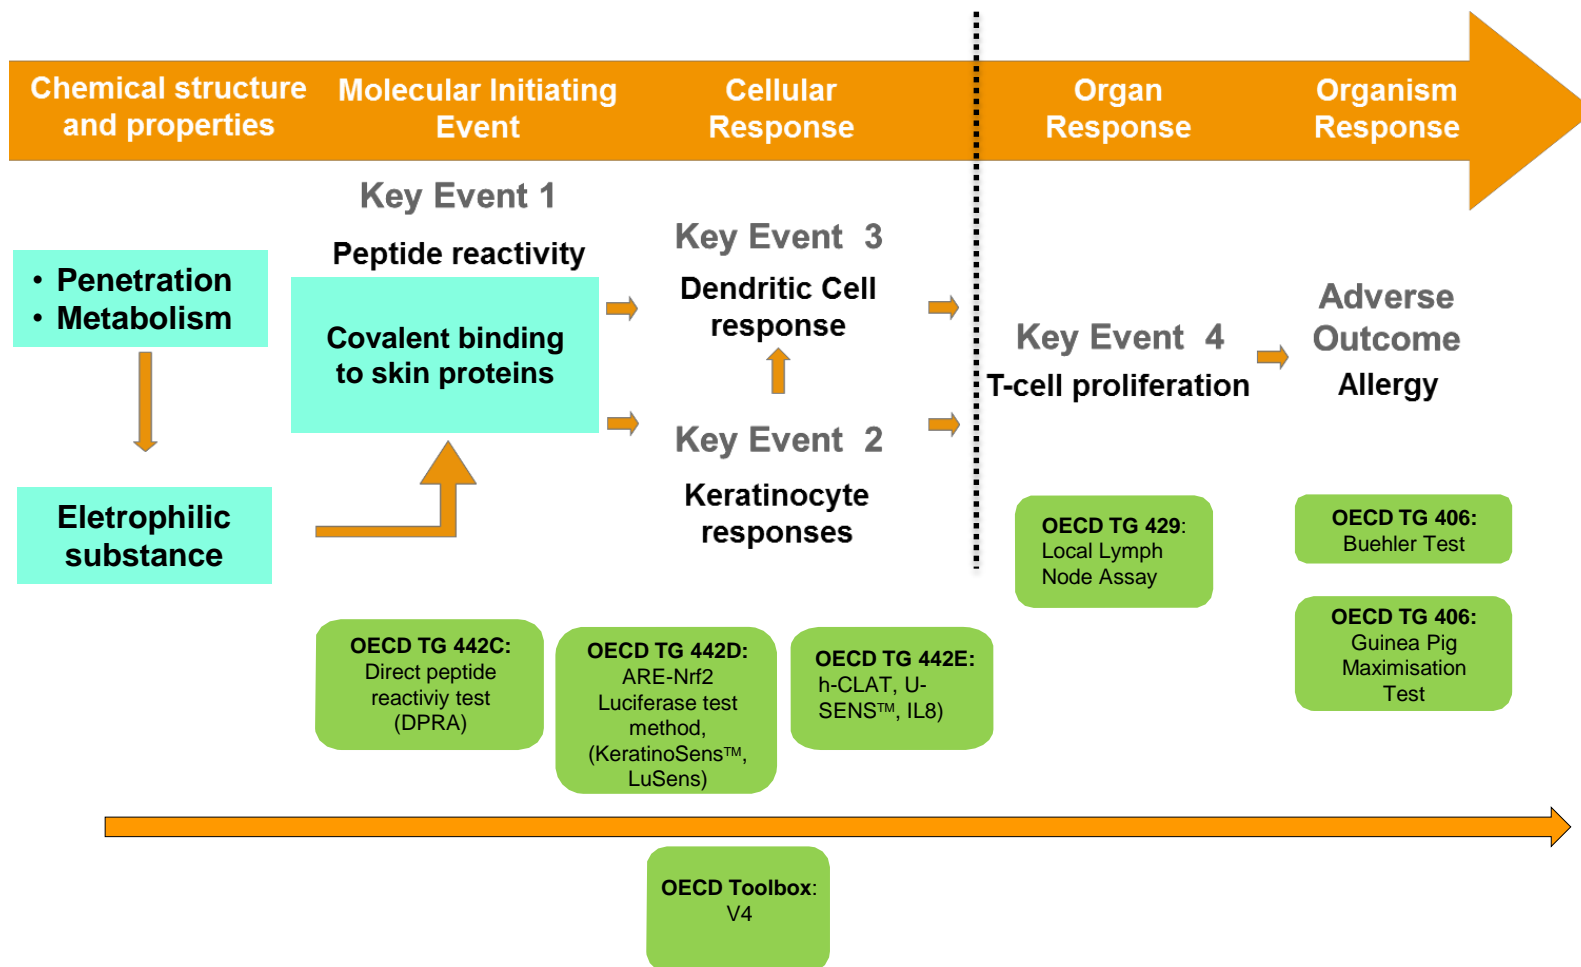 Chemical structure
and properties
Molecular Initiating
Event
Cellular
Response
Organ
Response
Organism
Response
• Penetration
• Metabolism
Eletrophilic
substance
Key Event 1
Peptide reactivity
Covalent binding
to skin proteins
Key Event 3
Dendritic Cell
response
Key Event 2
Keratinocyte
responses
Key Event 4
T-cell proliferation
Adverse
Outcome
Allergy
OECD TG 442C:
Direct peptide
reactiviy test
(DPRA)
OECD TG 442D:
ARE-Nrf2
Luciferase test
method,
(KeratinoSens™,
LuSens)
OECD TG 442E:
h-CLAT, U-
SENS™, IL8)
OECD TG 429:
Local Lymph
Node Assay
OECD TG 406:
Buehler Test
OECD TG 406:
Guinea Pig
Maximisation
Test
OECD Toolbox:
V4